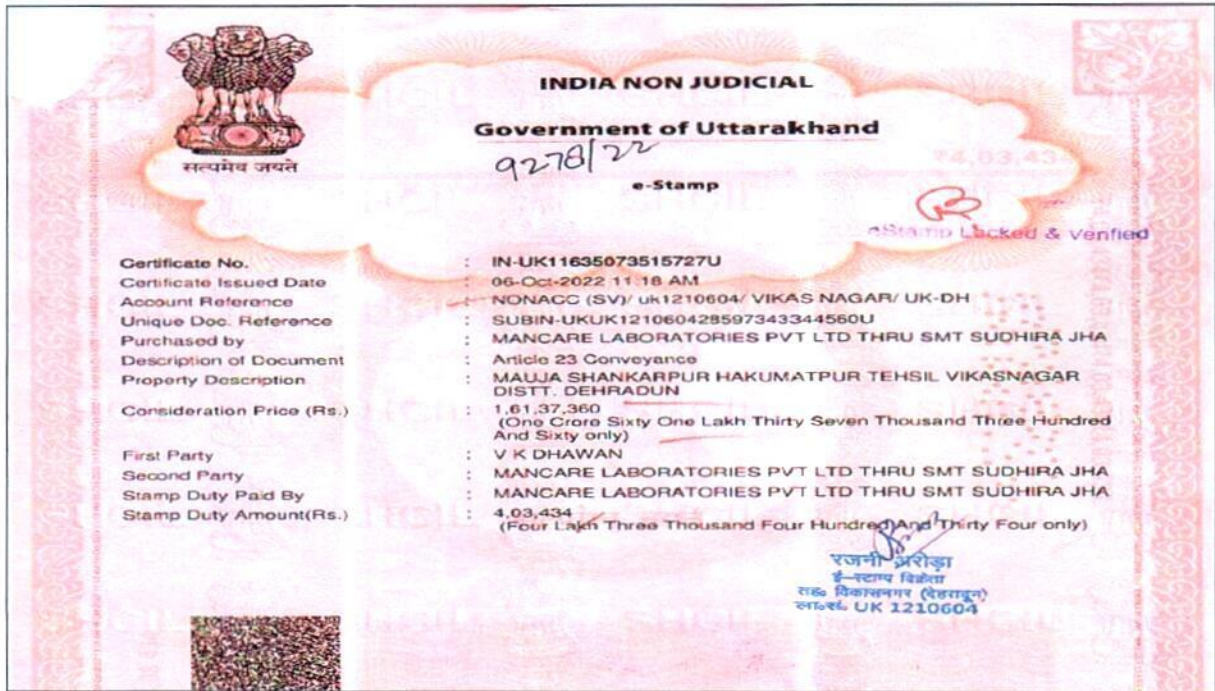 INDIA NON JUDICIAL
Government of Uttarakhand
9278/22
सत्यमेव जयते
₹4,03,434
e-Stamp
eStamp Locked & Verified
Certificate No. : IN-UK11635073515727U
Certificate Issued Date : 06-Oct-2022 11:18 AM
Account Reference : NONACC (SV)/ uk1210604/ VIKAS NAGAR/ UK-DH
Unique Doc. Reference : SUBIN-UKUK121060428597343344560U
Purchased by : MANCARE LABORATORIES PVT LTD THRU SMT SUDHIRA JHA
Description of Document : Article 23 Conveyance
Property Description : MAUJA SHANKARPUR HAKUMATPUR TEHSIL VIKASNAGAR
DISTT. DEHRADUN
Consideration Price (Rs.) : 1,61,37,360
(One Crore Sixty One Lakh Thirty Seven Thousand Three Hundred
And Sixty only)
First Party : V K DHAWAN
Second Party : MANCARE LABORATORIES PVT LTD THRU SMT SUDHIRA JHA
Stamp Duty Paid By : MANCARE LABORATORIES PVT LTD THRU SMT SUDHIRA JHA
Stamp Duty Amount(Rs.) : 4,03,434
(Four Lakh Three Thousand Four Hundred And Thirty Four only)
रजनी अरोड़ा
ई-स्टाम्प विक्रेता
तह० विकासनगर (देहरादून)
ला०सं० UK 1210604